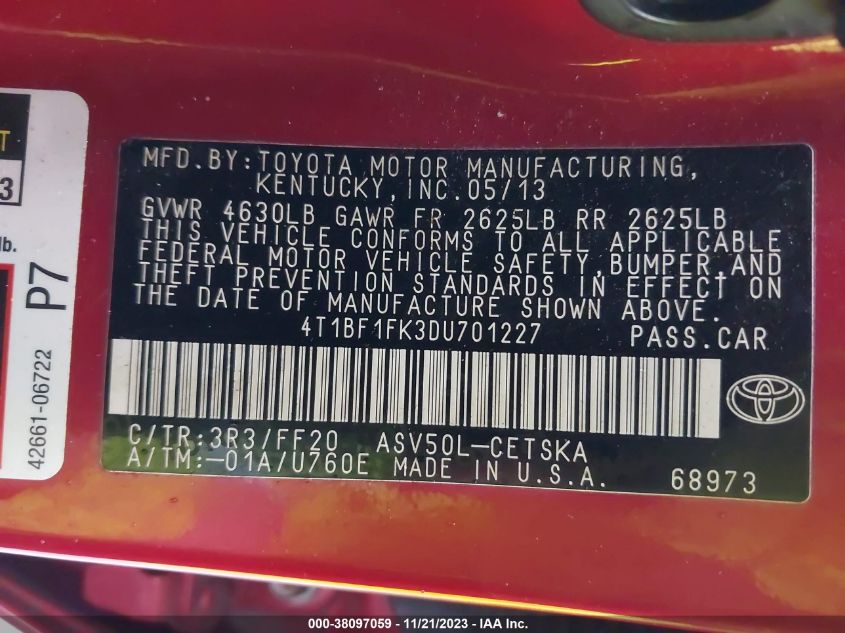 MFD.BY:TOYOTA MOTOR MANUFACTURING,
KENTUCKY,INC.05/13
GVWR 4630LB GAWR FR 2625LB RR 2625LB
THIS VEHICLE CONFORMS TO ALL APPLICABLE
FEDERAL MOTOR VEHICLE SAFETY,BUMPER,AND
THEFT PREVENTION STANDARDS IN EFFECT ON
THE DATE OF MANUFACTURE SHOWN ABOVE.
4T1BF1FK3DU701227 PASS.CAR
C/TR:3R3/FF20 ASV50L-CETSKA
A/TM:-01A/U760E MADE IN U.S.A. 68973
T
3
lb.
P7
42661-06722
000-38097059 - 11/21/2023 - IAA Inc.